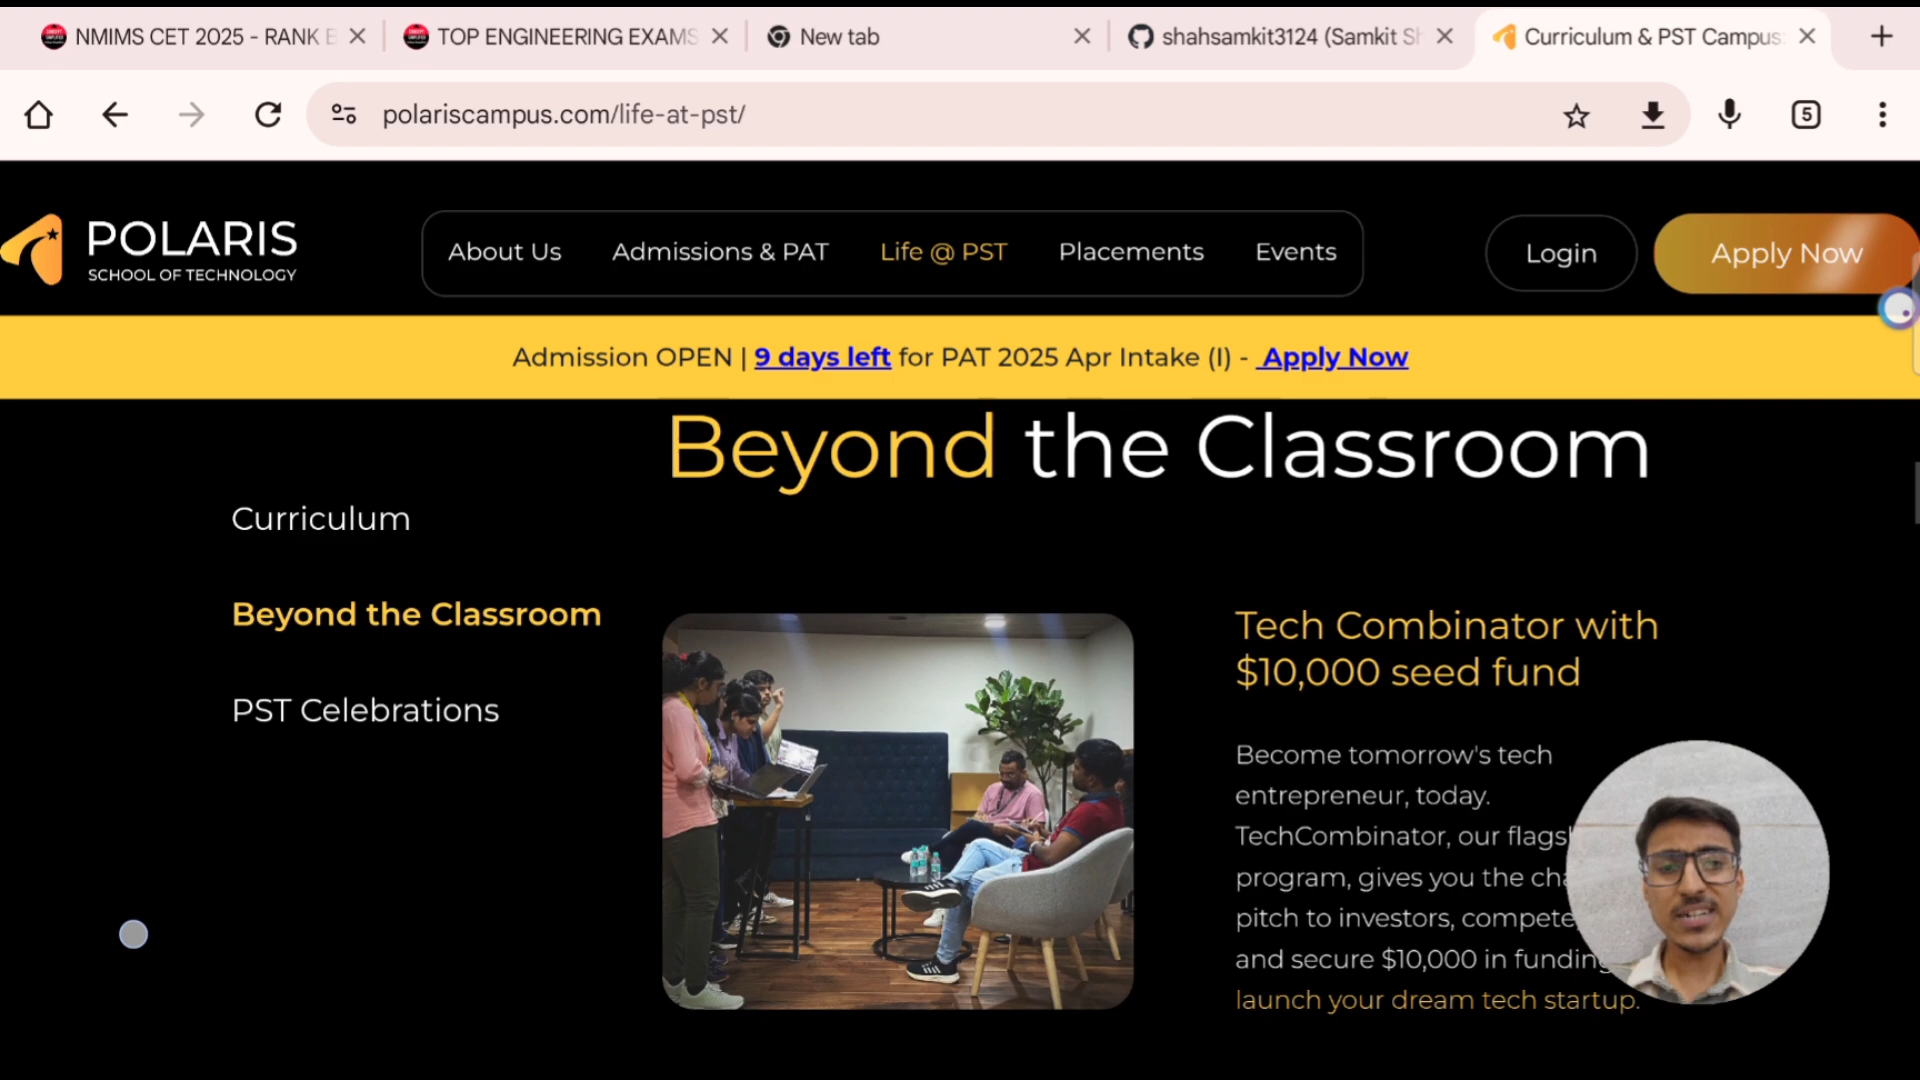 NMIMS CET 2025 - RANK
TOP ENGINEERING EXAMS
New tab
shahsamkit3124 (Samkit Sh
Curriculum & PST Campus
polariscampus.com/life-at-pst/
5
POLARIS
SCHOOL OF TECHNOLOGY
About Us
Admissions & PAT
Life @ PST
Placements
Events
Login
Apply Now
Admission OPEN | 9 days left for PAT 2025 Apr Intake (I) - Apply Now
Beyond the Classroom
Curriculum
Beyond the Classroom
PST Celebrations
Tech Combinator with
$10,000 seed fund
Become tomorrow's tech
entrepreneur, today.
TechCombinator, our
program, gives you the
pitch to investors, compete,
and secure $10,000 in funding
launch your dream tech startup.